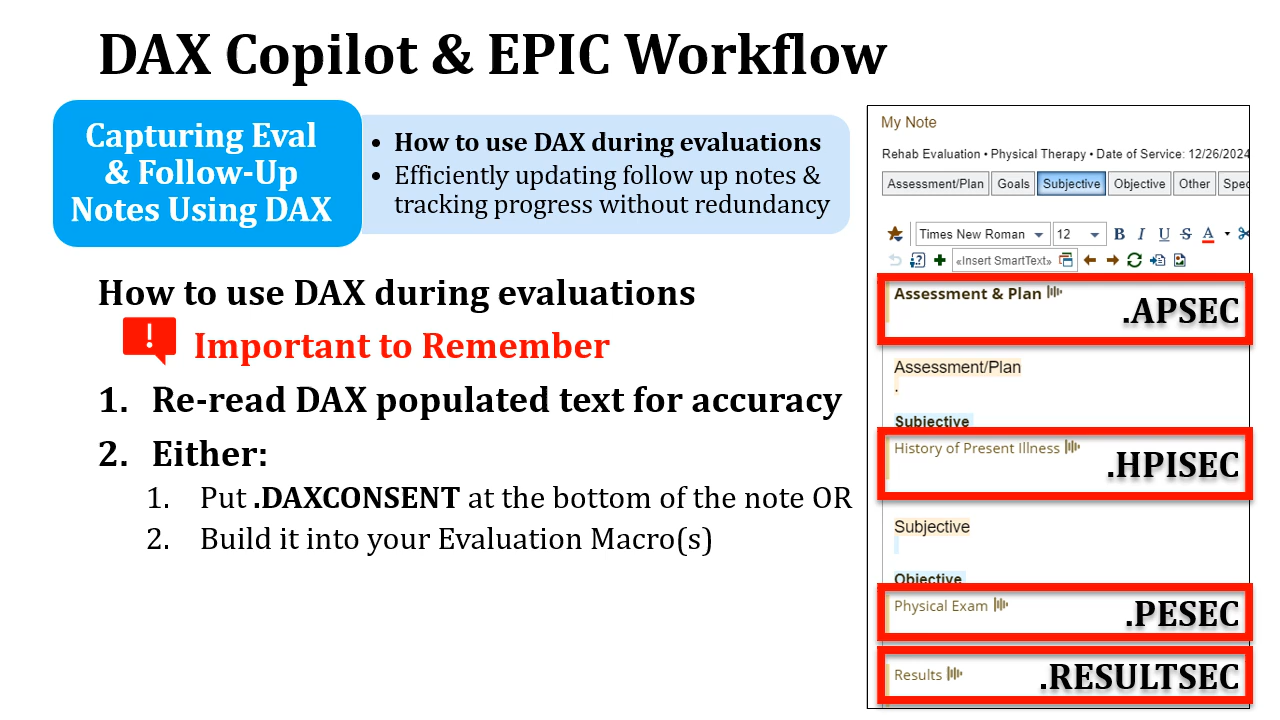 DAX Copilot & EPIC Workflow
Capturing Eval
& Follow-Up
Notes Using DAX
• How to use DAX during evaluations
• Efficiently updating follow up notes &
tracking progress without redundancy
How to use DAX during evaluations
! Important to Remember
1. Re-read DAX populated text for accuracy
2. Either:
1. Put .DAXCONSENT at the bottom of the note OR
2. Build it into your Evaluation Macro(s)
My Note
Rehab Evaluation • Physical Therapy • Date of Service: 12/26/2024
Assessment/Plan Goals Subjective Objective Other Spec
Times New Roman 12 B I U S A
«Insert SmartText»
Assessment & Plan .APSEC
Assessment/Plan
.
Subjective
History of Present Illness .HPISEC
Subjective
Objective
Physical Exam .PESEC
Results .RESULTSEC